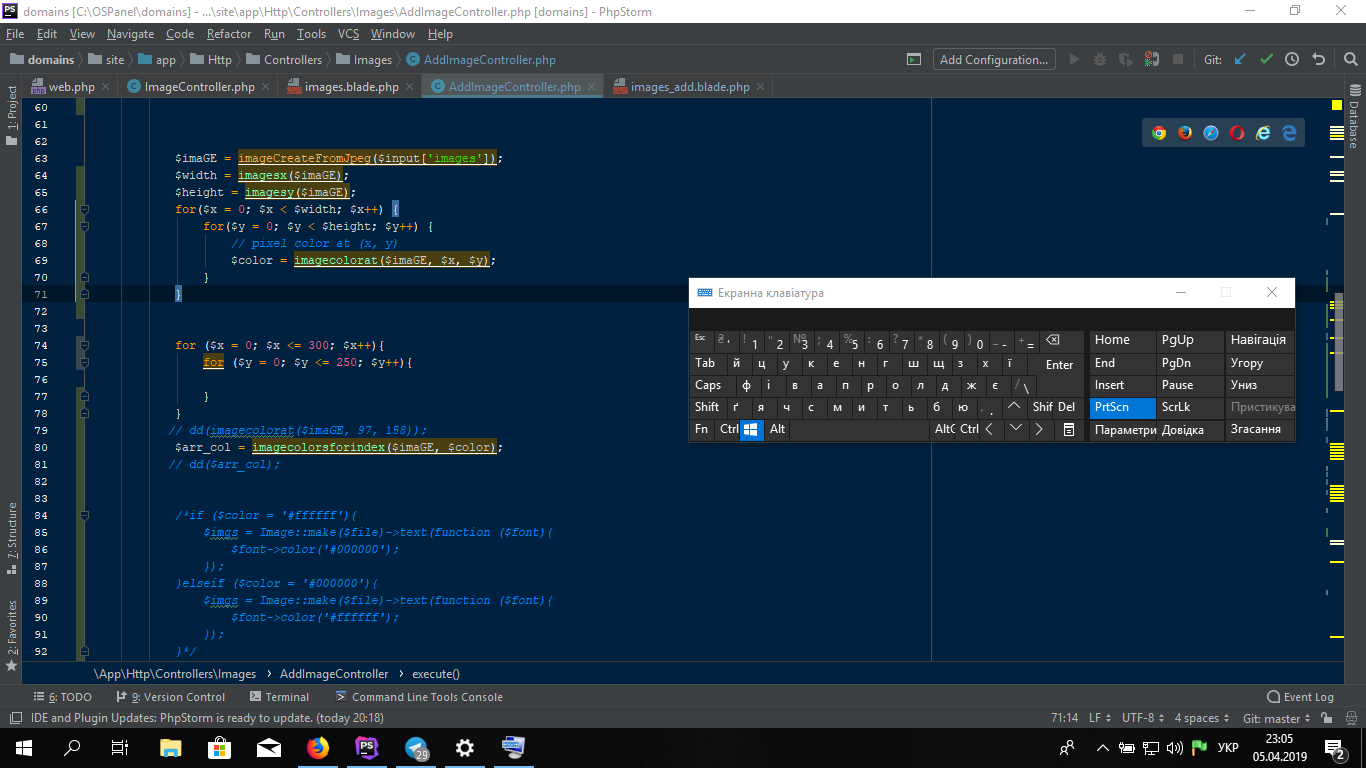 domains [C:\OSPanel\domains] - ...\site\app\Http\Controllers\Images\AddImageController.php [domains] - PhpStorm
File Edit View Navigate Code Refactor Run Tools VCS Window Help
domains site app Http Controllers Images AddImageController.php Add Configuration... Git:
web.php ImageController.php images.blade.php AddImageController.php images_add.blade.php
1: Project
Database
60
61
62
63 $imaGE = imageCreateFromJpeg($input['images']);
64 $width = imagesx($imaGE);
65 $height = imagesy($imaGE);
66 for($x = 0; $x < $width; $x++) {
67 for($y = 0; $y < $height; $y++) {
68 // pixel color at (x, y)
69 $color = imagecolorat($imaGE, $x, $y);
70 }
71 }
72
73
74 for ($x = 0; $x <= 300; $x++){
75 for ($y = 0; $y <= 250; $y++){
76
77 }
78 }
79 // dd(imagecolorat($imaGE, 97, 158));
80 $arr_col = imagecolorsforindex($imaGE, $color);
81 // dd($arr_col);
82
83
84 /*if ($color = '#ffffff'){
85 $imgs = Image::make($file)->text(function ($font){
86 $font->color('#000000');
87 });
88 }elseif ($color = '#000000'){
89 $imgs = Image::make($file)->text(function ($font){
90 $font->color('#ffffff');
91 });
92 }*/
Екранна клавіатура
Esc ₴ ' ! 1 " 2 № 3 ; 4 % 5 : 6 ? 7 * 8 ( 9 ) 0 _ - + = Home PgUp Навігація
Tab й ц у к е н г ш щ з х ї Enter End PgDn Угору
Caps ф і в а п р о л д ж є / \ Insert Pause Униз
Shift ґ я ч с м и т ь б ю , . Shif Del PrtScn ScrLk Пристикува
Fn Ctrl Alt AltG Ctrl Параметри Довідка Згасання
7: Structure
2: Favorites
\App\Http\Controllers\Images › AddImageController › execute()
6: TODO 9: Version Control Terminal Command Line Tools Console Event Log
IDE and Plugin Updates: PhpStorm is ready to update. (today 20:18) 71:14 LF UTF-8 4 spaces Git: master
PS 29 УКР 23:05
05.04.2019 2